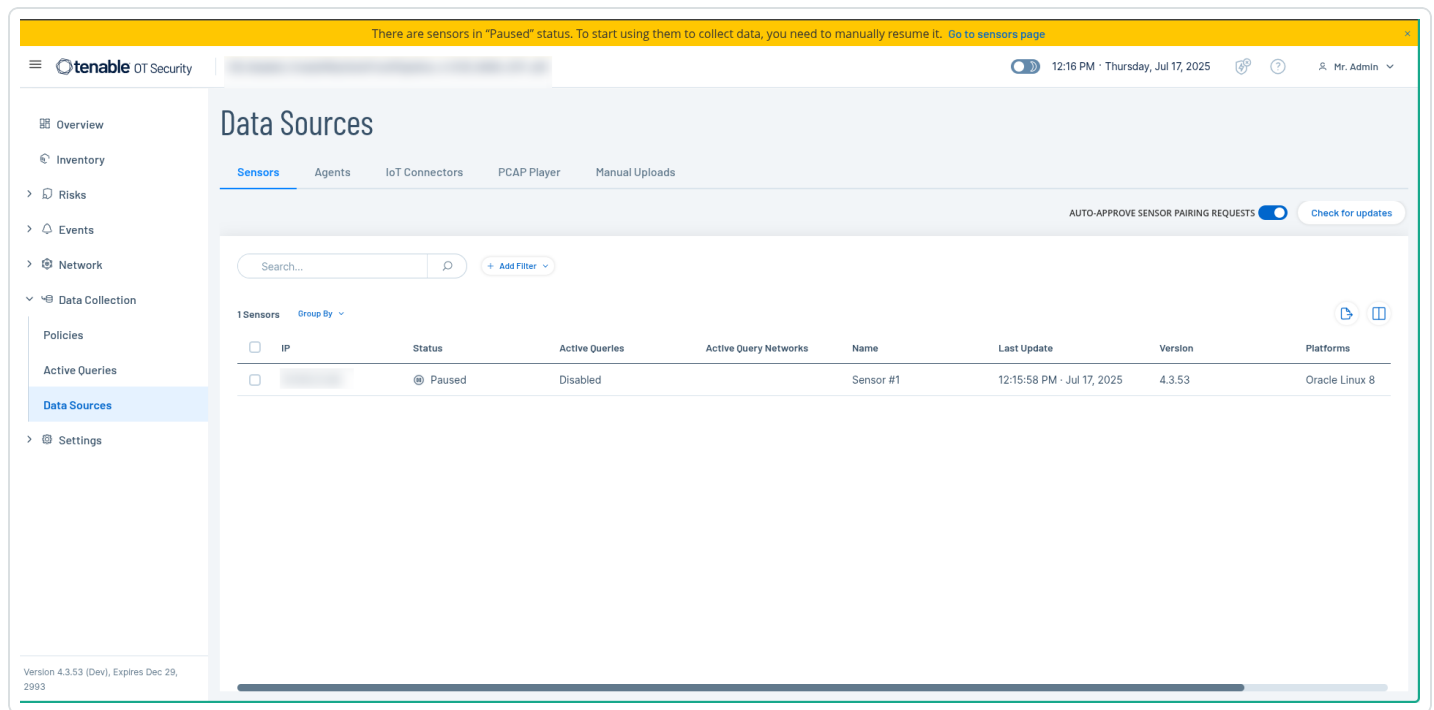 There are sensors in “Paused” status. To start using them to collect data, you need to manually resume it. Go to sensors page
tenable OT Security
12:16 PM · Thursday, Jul 17, 2025
Mr. Admin
Overview
Inventory
Risks
Events
Network
Data Collection
Policies
Active Queries
Data Sources
Settings
Version 4.3.53 (Dev), Expires Dec 29,
2993
Data Sources
Sensors Agents IoT Connectors PCAP Player Manual Uploads
AUTO-APPROVE SENSOR PAIRING REQUESTS Check for updates
Search... + Add Filter
1 Sensors Group By
IP Status Active Queries Active Query Networks Name Last Update Version Platforms
Paused Disabled Sensor #1 12:15:58 PM · Jul 17, 2025 4.3.53 Oracle Linux 8